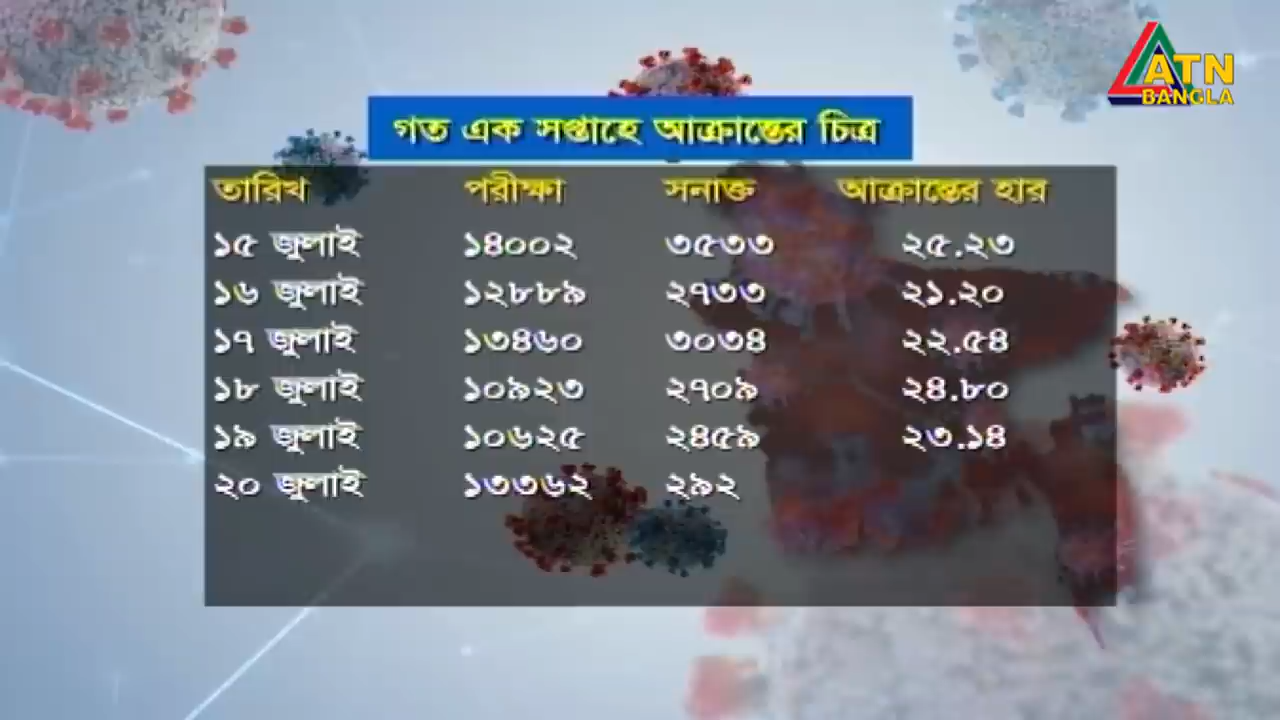 ATN
BANGLA
গত এক সপ্তাহে আক্রান্তের চিত্র
তারিখ পরীক্ষা সনাক্ত আক্রান্তের হার
১৫ জুলাই ১৪০০২ ৩৫৩৩ ২৫.২৩
১৬ জুলাই ১২৮৮৯ ২৭৩৩ ২১.২০
১৭ জুলাই ১৩৪৬০ ৩০৩৪ ২২.৫৪
১৮ জুলাই ১০৯২৩ ২৭০৯ ২৪.৮০
১৯ জুলাই ১০৬২৫ ২৪৫৯ ২৩.১৪
২০ জুলাই ১৩৩৬২ ২৯২